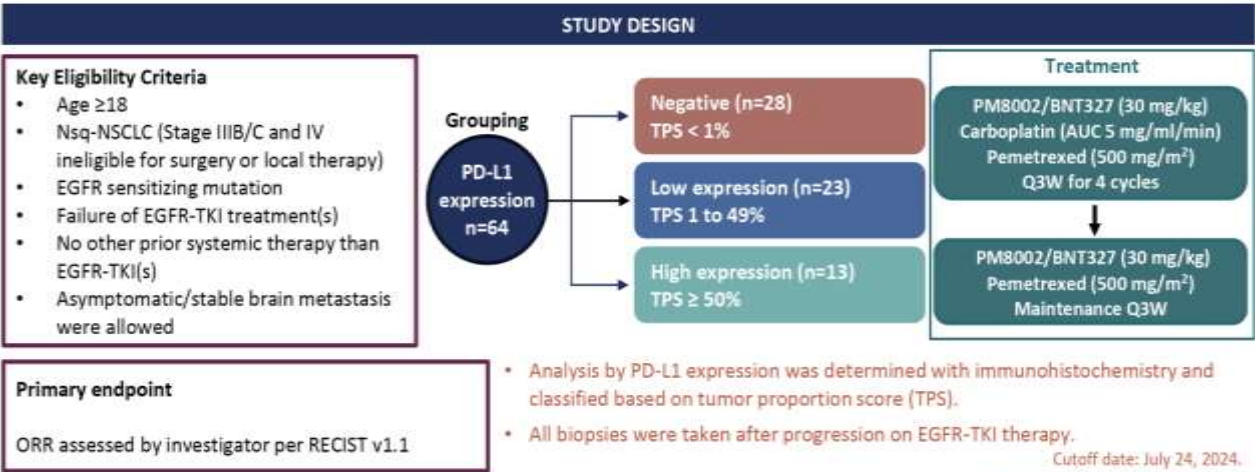 STUDY DESIGN
Key Eligibility Criteria
• Age ≥18
• Nsq-NSCLC (Stage IIIB/C and IV
ineligible for surgery or local therapy)
• EGFR sensitizing mutation
• Failure of EGFR-TKI treatment(s)
• No other prior systemic therapy than
EGFR-TKI(s)
• Asymptomatic/stable brain metastasis
were allowed
Grouping
PD-L1
expression
n=64
Negative (n=28)
TPS < 1%
Low expression (n=23)
TPS 1 to 49%
High expression (n=13)
TPS ≥ 50%
Treatment
PM8002/BNT327 (30 mg/kg)
Carboplatin (AUC 5 mg/ml/min)
Pemetrexed (500 mg/m²)
Q3W for 4 cycles
PM8002/BNT327 (30 mg/kg)
Pemetrexed (500 mg/m²)
Maintenance Q3W
Primary endpoint
ORR assessed by investigator per RECIST v1.1
• Analysis by PD-L1 expression was determined with immunohistochemistry and
classified based on tumor proportion score (TPS).
• All biopsies were taken after progression on EGFR-TKI therapy.
Cutoff date: July 24, 2024.